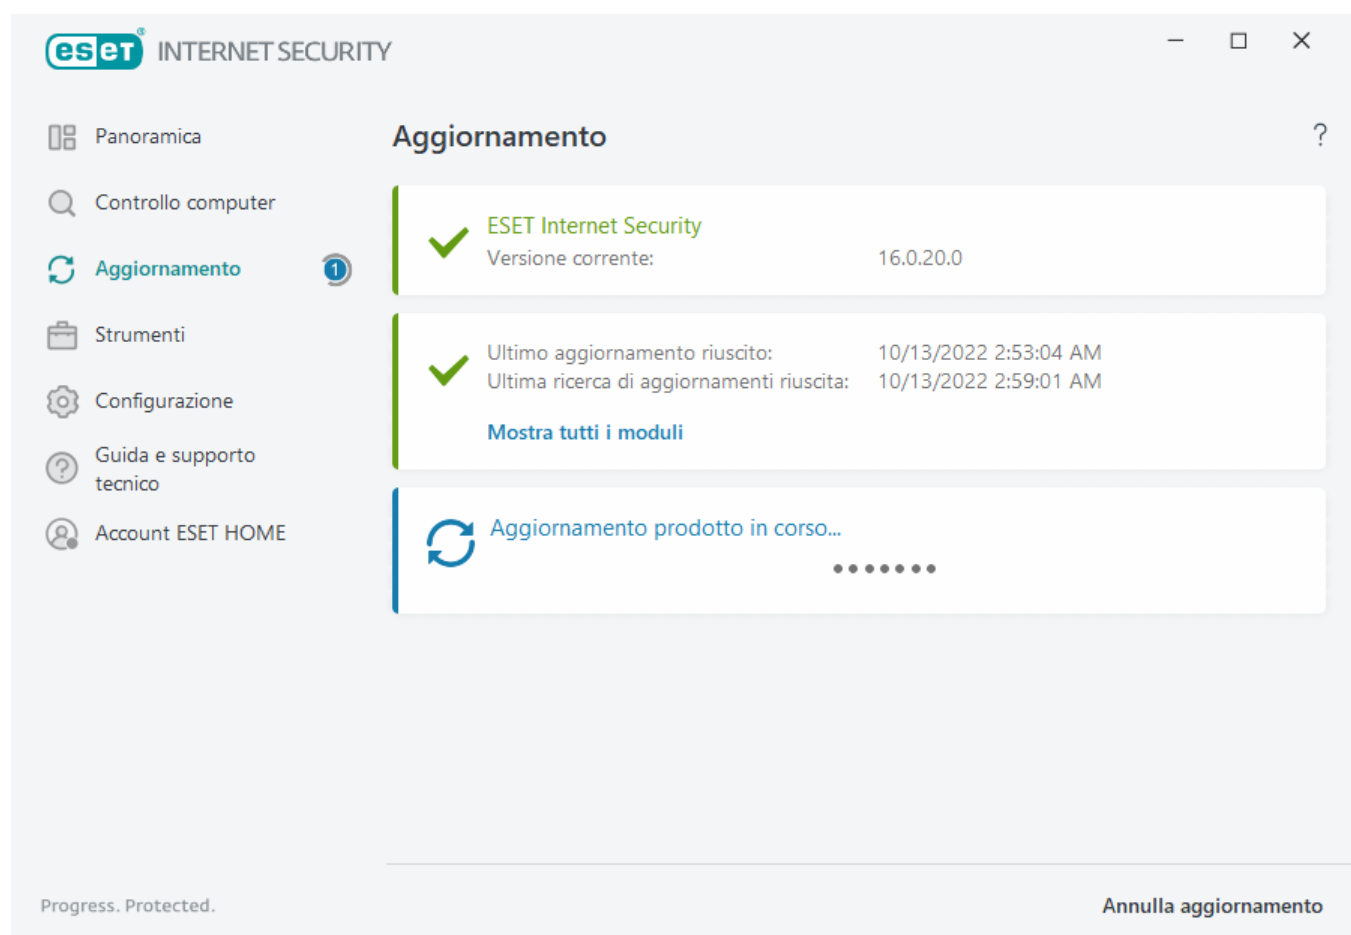 eset® INTERNET SECURITY
Panoramica
Controllo computer
Aggiornamento 1
Strumenti
Configurazione
Guida e supporto
tecnico
Account ESET HOME
Aggiornamento ?
ESET Internet Security
Versione corrente: 16.0.20.0
Ultimo aggiornamento riuscito: 10/13/2022 2:53:04 AM
Ultima ricerca di aggiornamenti riuscita: 10/13/2022 2:59:01 AM
Mostra tutti i moduli
Aggiornamento prodotto in corso...
Progress. Protected.
Annulla aggiornamento